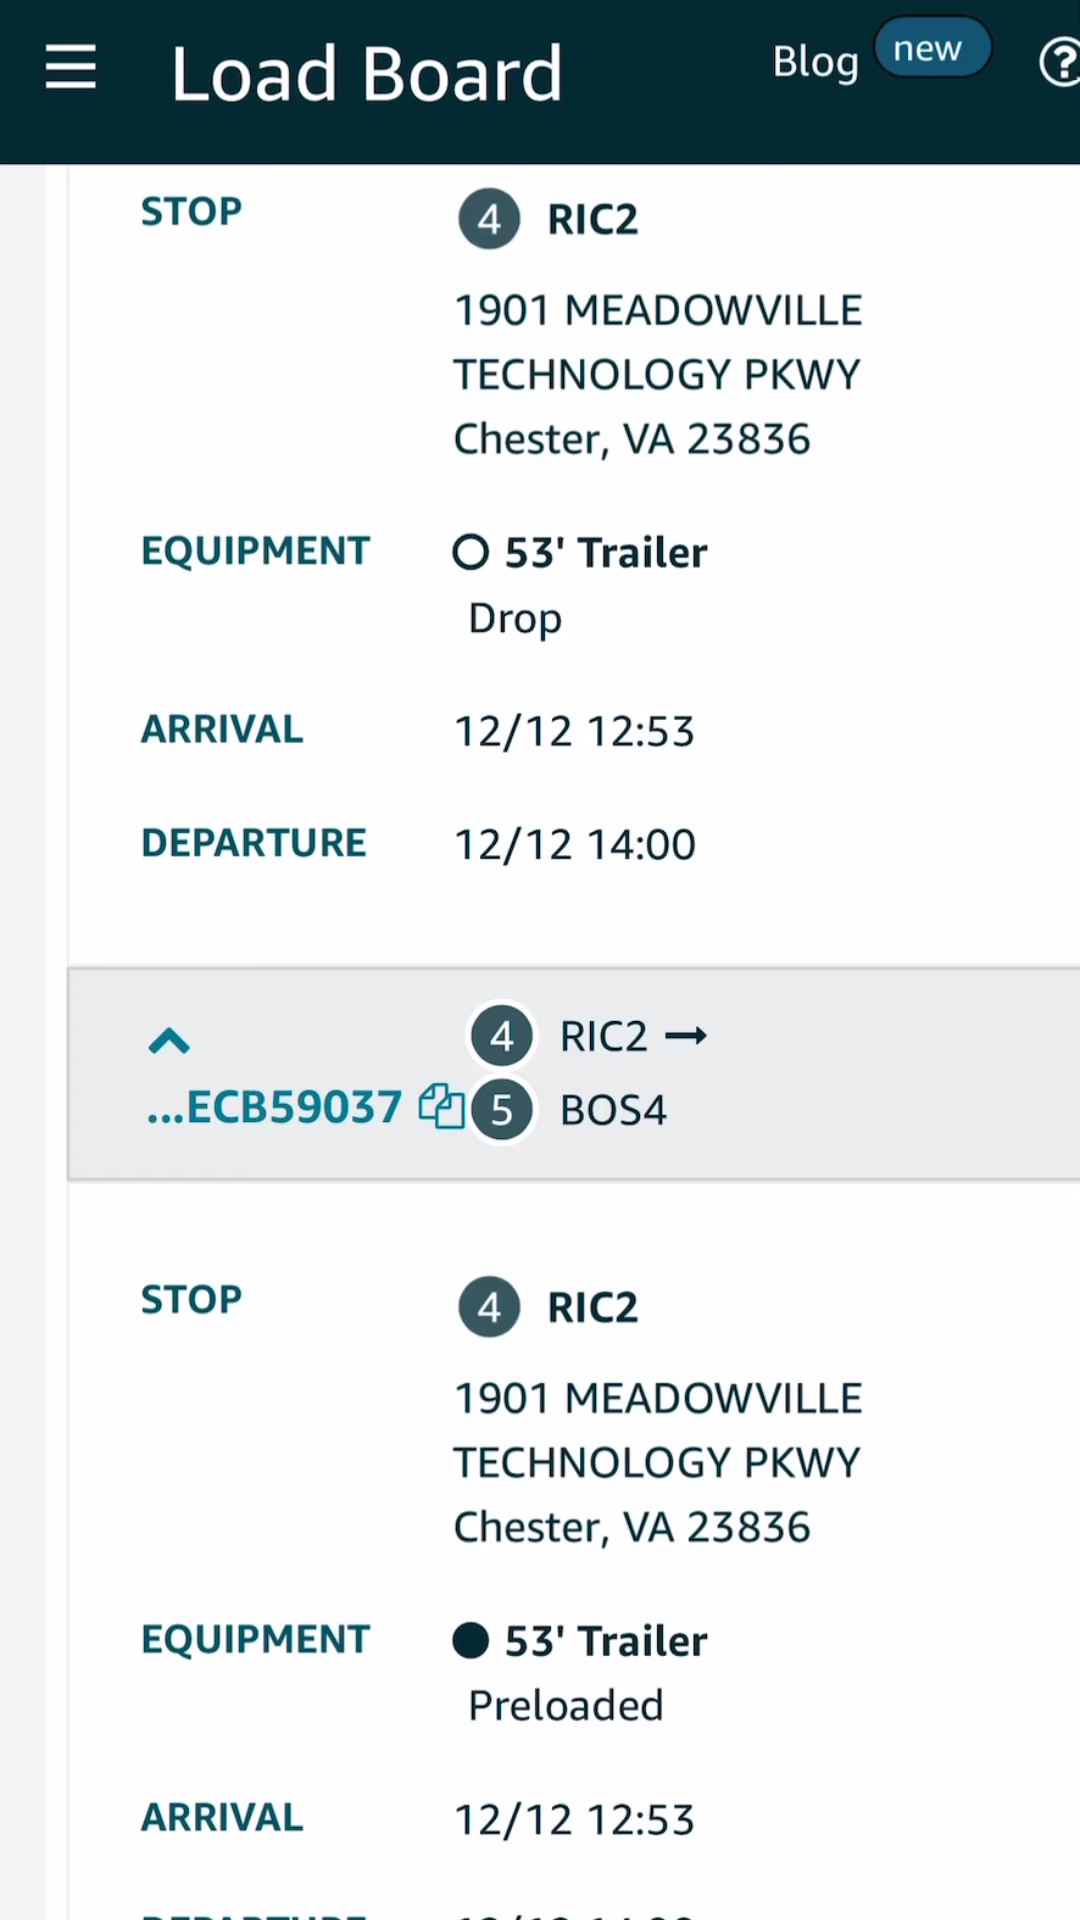 Load Board
Blog new
STOP 4 RIC2
1901 MEADOWVILLE
TECHNOLOGY PKWY
Chester, VA 23836
EQUIPMENT 53' Trailer
Drop
ARRIVAL 12/12 12:53
DEPARTURE 12/12 14:00
4 RIC2 →
...ECB59037 5 BOS4
STOP 4 RIC2
1901 MEADOWVILLE
TECHNOLOGY PKWY
Chester, VA 23836
EQUIPMENT 53' Trailer
Preloaded
ARRIVAL 12/12 12:53